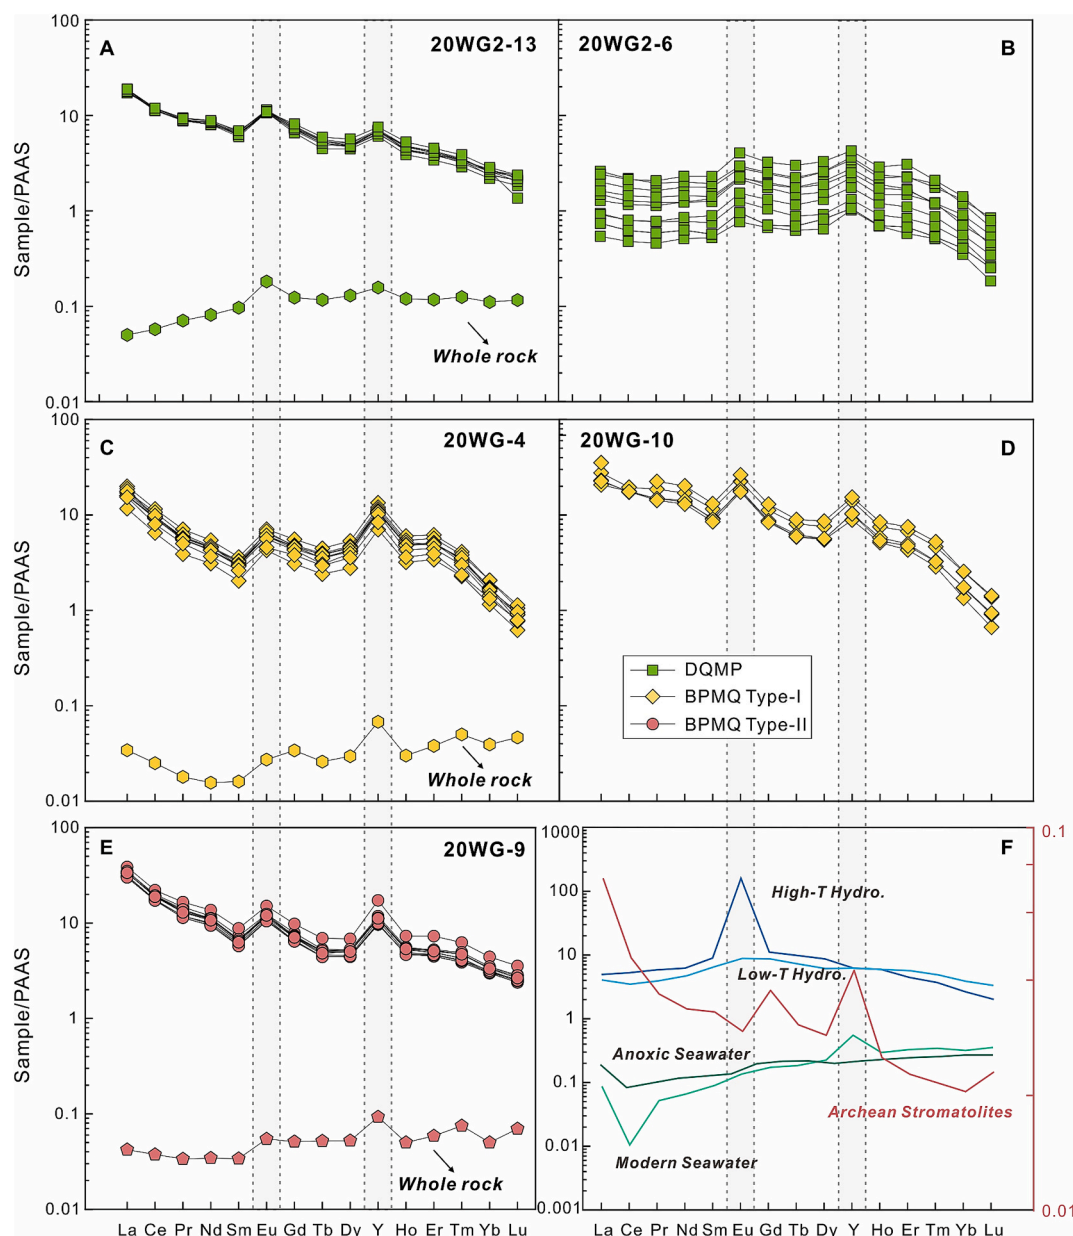 A
20WG2-13
20WG2-6
B
100
10
1
0.1
0.01
Sample/PAAS
Whole rock
C
20WG-4
20WG-10
D
100
10
1
0.1
0.01
Sample/PAAS
Whole rock
DQMP
BPMQ Type-I
BPMQ Type-II
E
20WG-9
F
100
10
1
0.1
0.01
Sample/PAAS
Whole rock
1000
100
10
1
0.1
0.01
0.001
0.1
0.01
High-T Hydro.
Low-T Hydro.
Anoxic Seawater
Archean Stromatolites
Modern Seawater
La Ce Pr Nd Sm Eu Gd Tb Dy Y Ho Er Tm Yb Lu
La Ce Pr Nd Sm Eu Gd Tb Dy Y Ho Er Tm Yb Lu